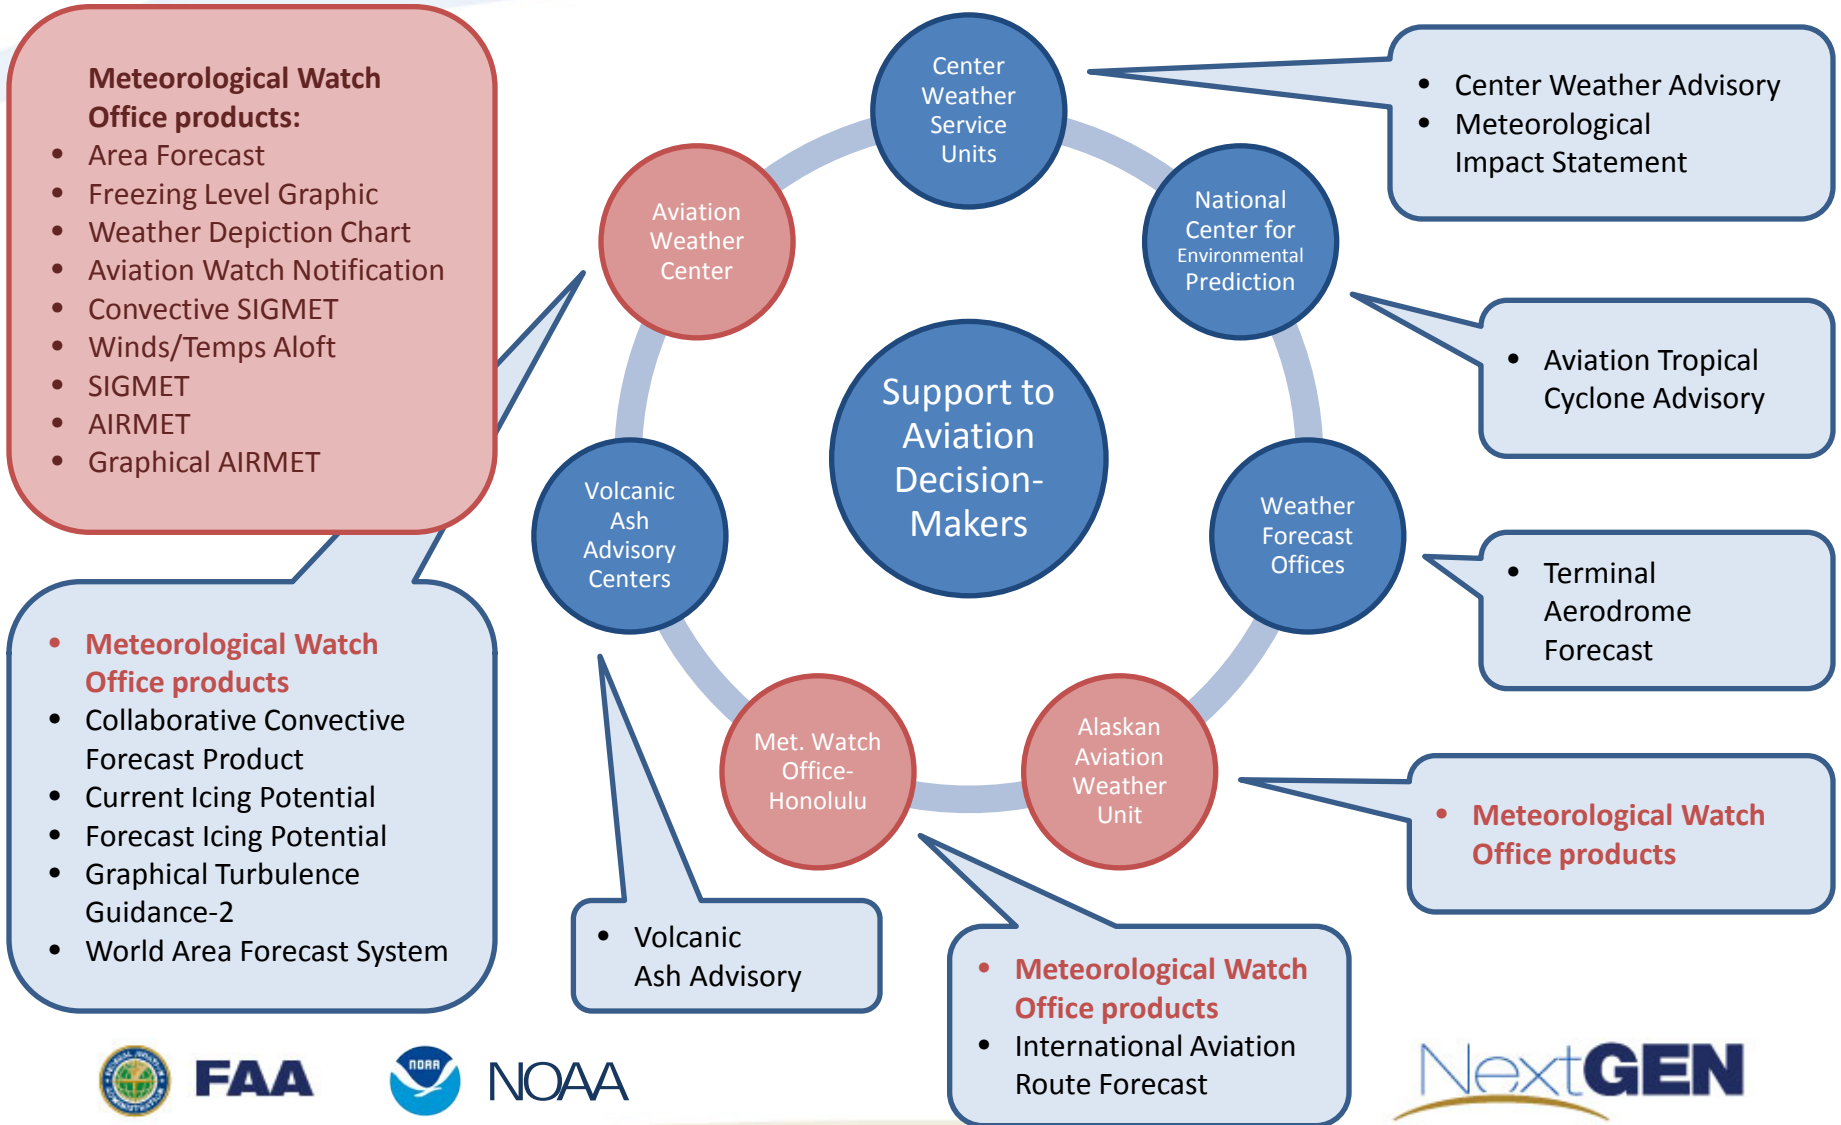 Meteorological Watch
Office products:
• Area Forecast
• Freezing Level Graphic
• Weather Depiction Chart
• Aviation Watch Notification
• Convective SIGMET
• Winds/Temps Aloft
• SIGMET
• AIRMET
• Graphical AIRMET
Center
Weather
Service
Units
• Center Weather Advisory
• Meteorological
Impact Statement
Aviation
Weather
Center
National
Center for
Environmental
Prediction
• Aviation Tropical
Cyclone Advisory
Support to
Aviation
Decision-
Makers
Volcanic
Ash
Advisory
Centers
Weather
Forecast
Offices
• Terminal
Aerodrome
Forecast
• Meteorological Watch
Office products
• Collaborative Convective
Forecast Product
• Current Icing Potential
• Forecast Icing Potential
• Graphical Turbulence
Guidance-2
• World Area Forecast System
Met. Watch
Office-
Honolulu
Alaskan
Aviation
Weather
Unit
• Meteorological Watch
Office products
• Volcanic
Ash Advisory
• Meteorological Watch
Office products
• International Aviation
Route Forecast
FAA
NOAA
NOAA
NextGEN